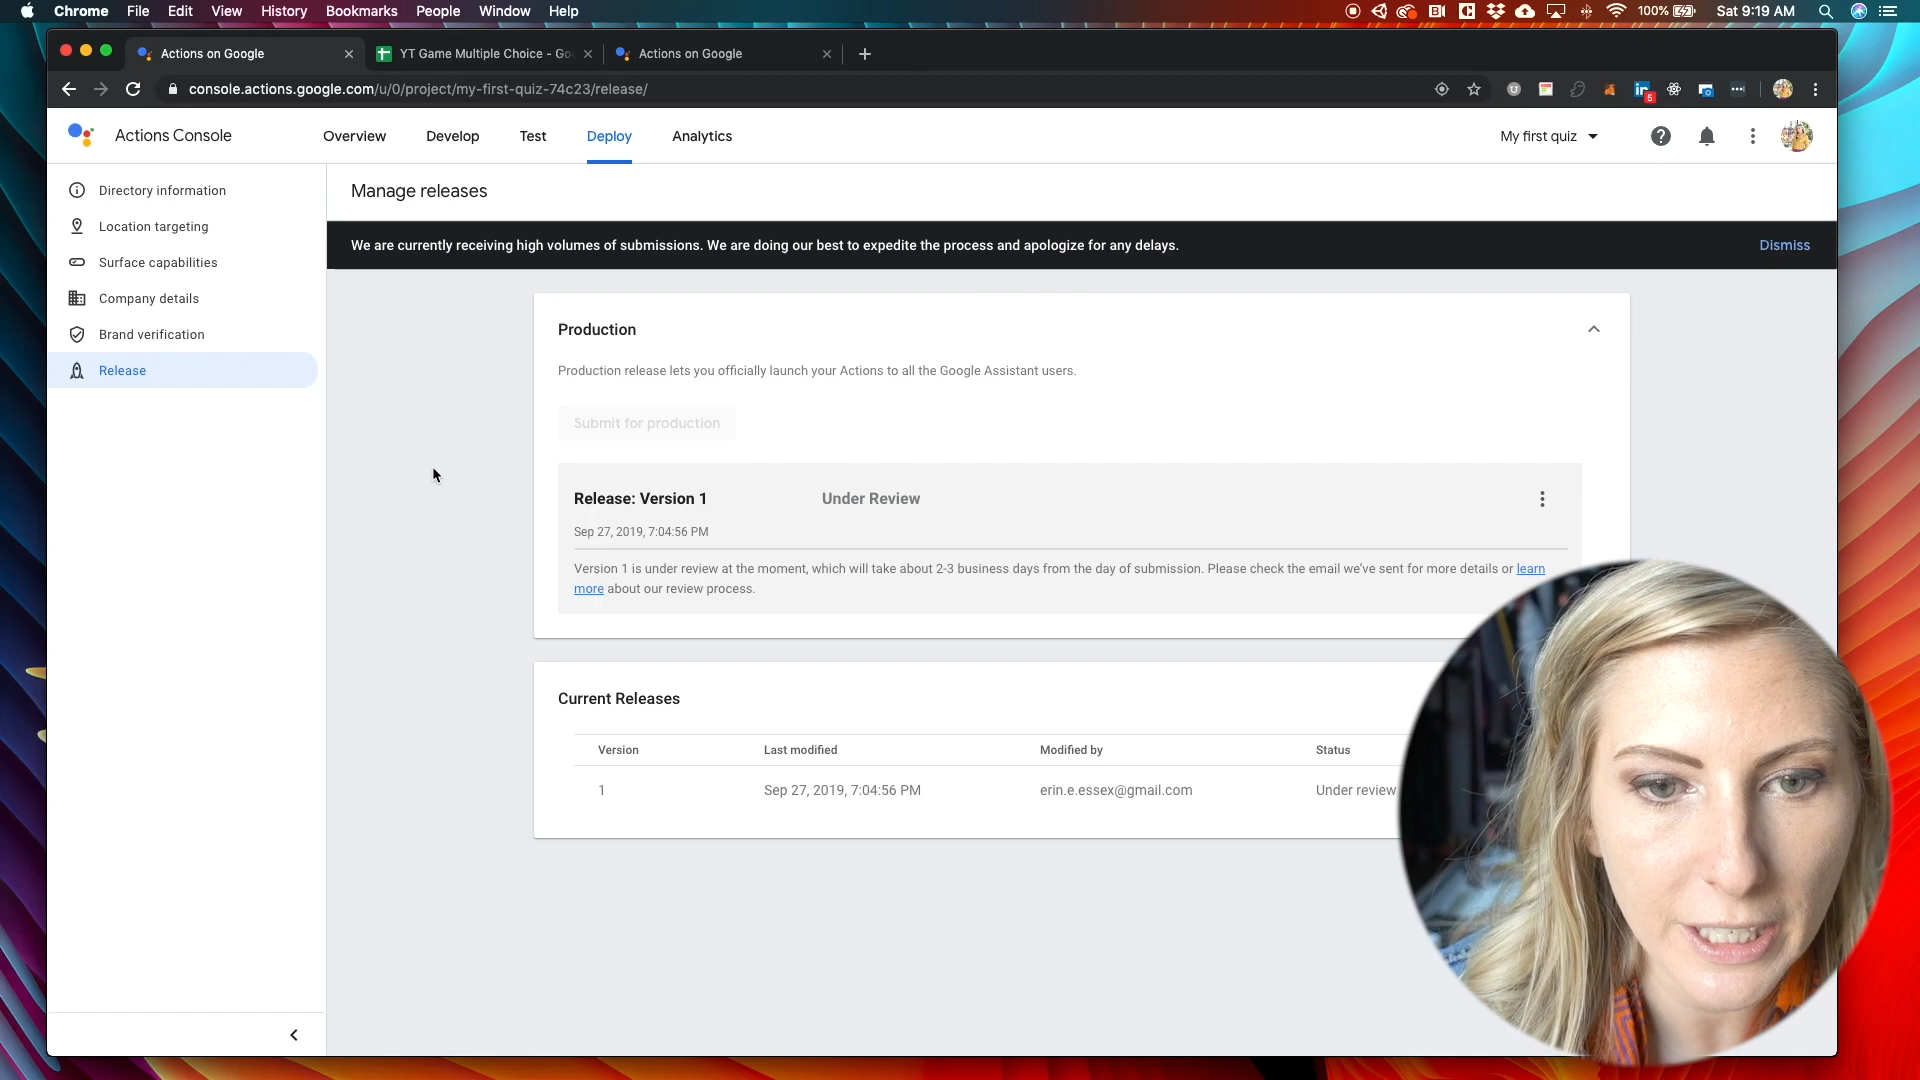 Chrome File Edit View History Bookmarks People Window Help 100% Sat 9:19 AM
Actions on Google YT Game Multiple Choice - Go Actions on Google
console.actions.google.com/u/0/project/my-first-quiz-74c23/release/
5
Actions Console Overview Develop Test Deploy Analytics My first quiz
Directory information
Location targeting
Surface capabilities
Company details
Brand verification
Release
Manage releases
We are currently receiving high volumes of submissions. We are doing our best to expedite the process and apologize for any delays. Dismiss
Production
Production release lets you officially launch your Actions to all the Google Assistant users.
Submit for production
Release: Version 1 Under Review
Sep 27, 2019, 7:04:56 PM
Version 1 is under review at the moment, which will take about 2-3 business days from the day of submission. Please check the email we've sent for more details or learn
more about our review process.
Current Releases
Version Last modified Modified by Status
1 Sep 27, 2019, 7:04:56 PM erin.e.essex@gmail.com Under review